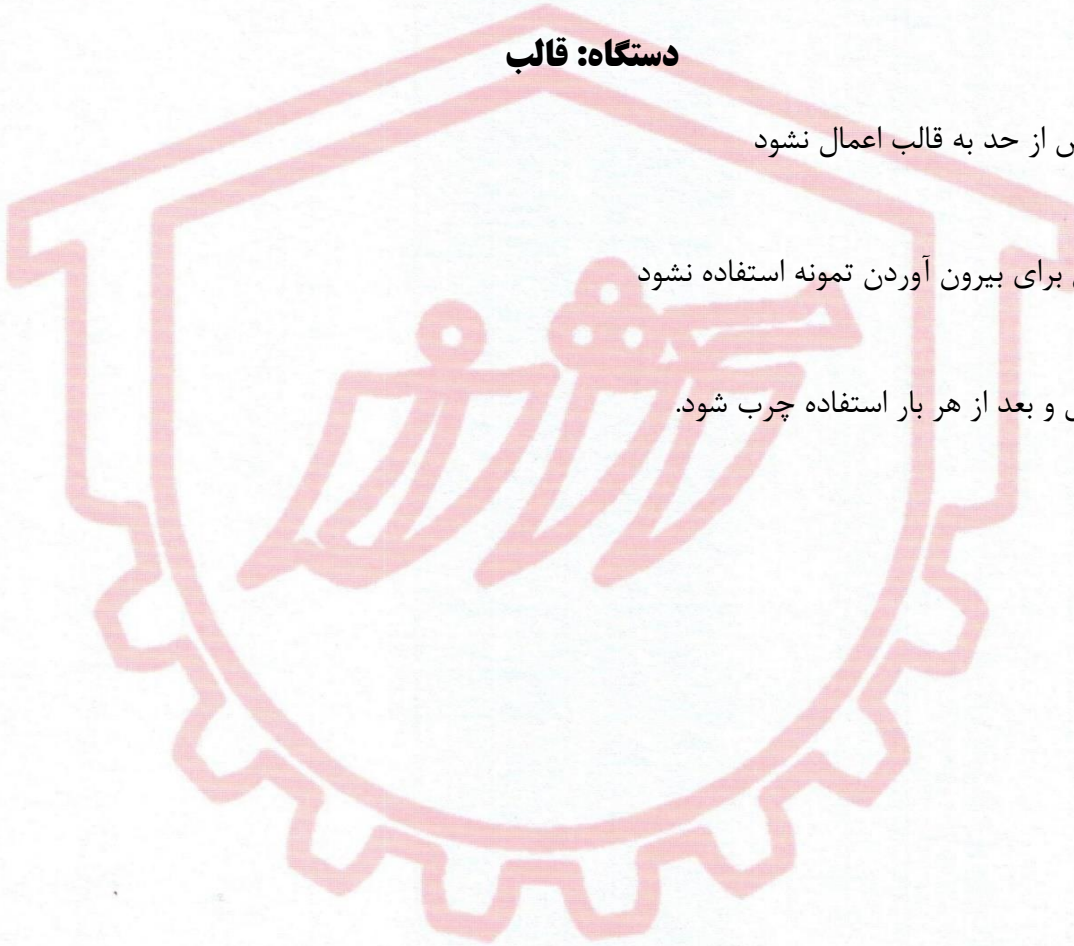 دستگاه: قالب
از حد به قالب اعمال نشود
برای بیرون آوردن تمونه استفاده نشود
و بعد از هر بار استفاده چرب شود.